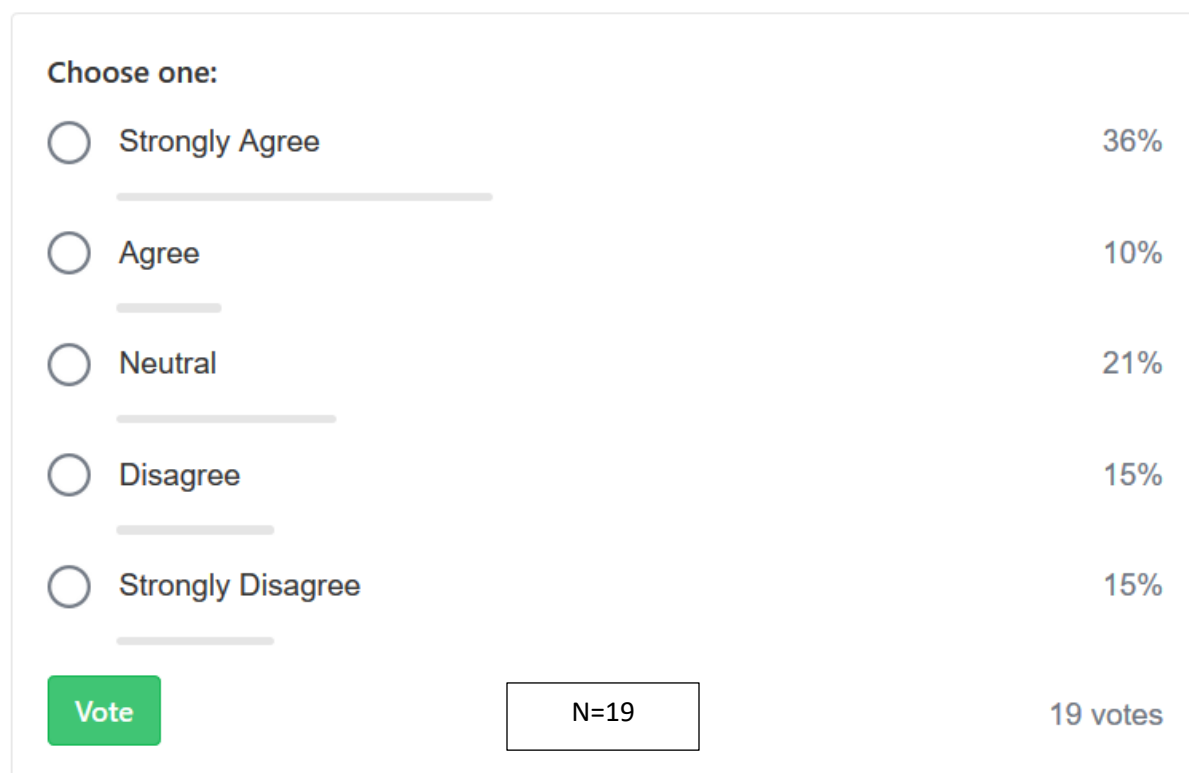 Choose one:
Strongly Agree 36%
Agree 10%
Neutral 21%
Disagree 15%
Strongly Disagree 15%
Vote N=19 19 votes